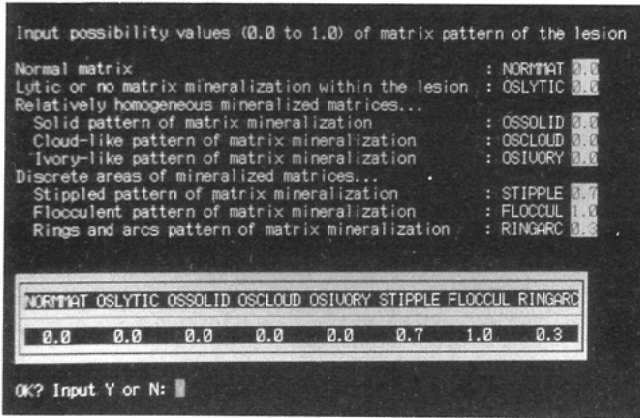 Input possibility values (0.0 to 1.0) of matrix pattern of the lesion
Normal matrix : NORMMAT 0.0
Lytic or no matrix mineralization within the lesion : OSLYTIC 0.0
Relatively homogeneous mineralized matrices...
Solid pattern of matrix mineralization : OSSOLID 0.0
Cloud-like pattern of matrix mineralization : OSCLOUD 0.0
Ivory-like pattern of matrix mineralization : OSIVORY 0.0
Discrete areas of mineralized matrices...
Stippled pattern of matrix mineralization : STIPPLE 0.7
Flocculent pattern of matrix mineralization : FLOCCUL 1.0
Rings and arcs pattern of matrix mineralization : RINGARC 0.3
NORMMAT OSLYTIC OSSOLID OSCLOUD OSIVORY STIPPLE FLOCCUL RINGARC
0.0 0.0 0.0 0.0 0.0 0.7 1.0 0.3
OK? Input Y or N: